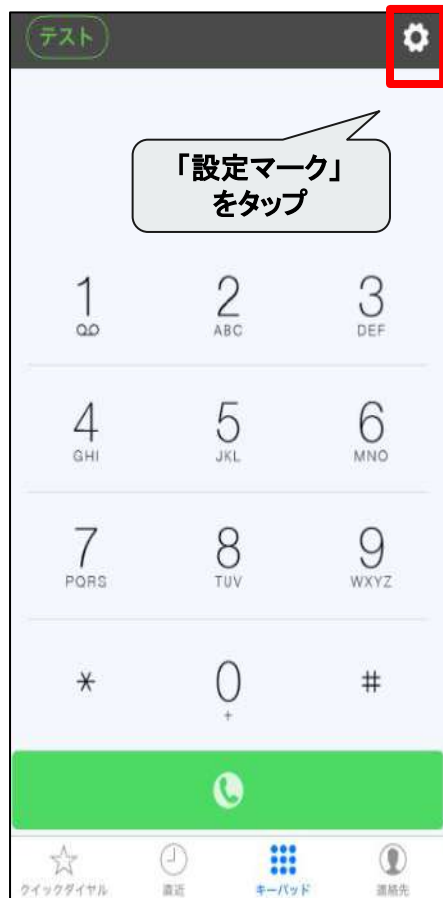 テスト
「設定マーク」
をタップ
1 2 3
ABC DEF
4 5 6
GHI JKL MNO
7 8 9
PQRS TUV WXYZ
* 0 #
+
クイックダイヤル 直近 キーパッド 連絡先